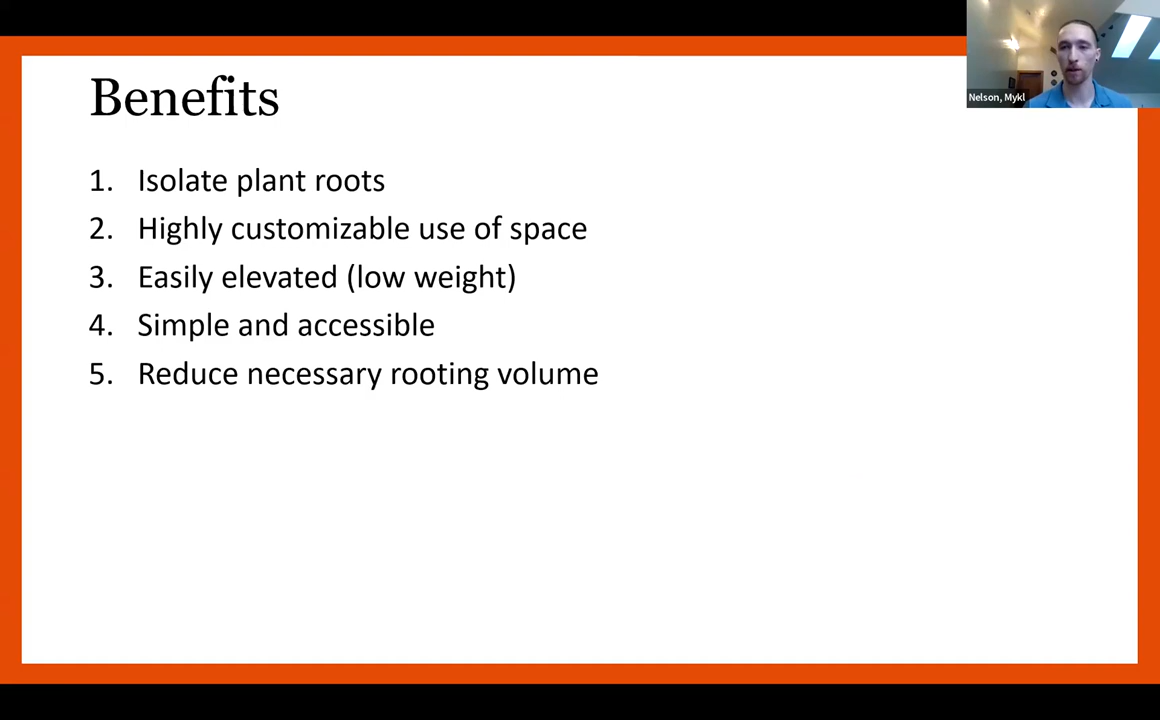 Benefits
Nelson, Mykl
1. Isolate plant roots
2. Highly customizable use of space
3. Easily elevated (low weight)
4. Simple and accessible
5. Reduce necessary rooting volume